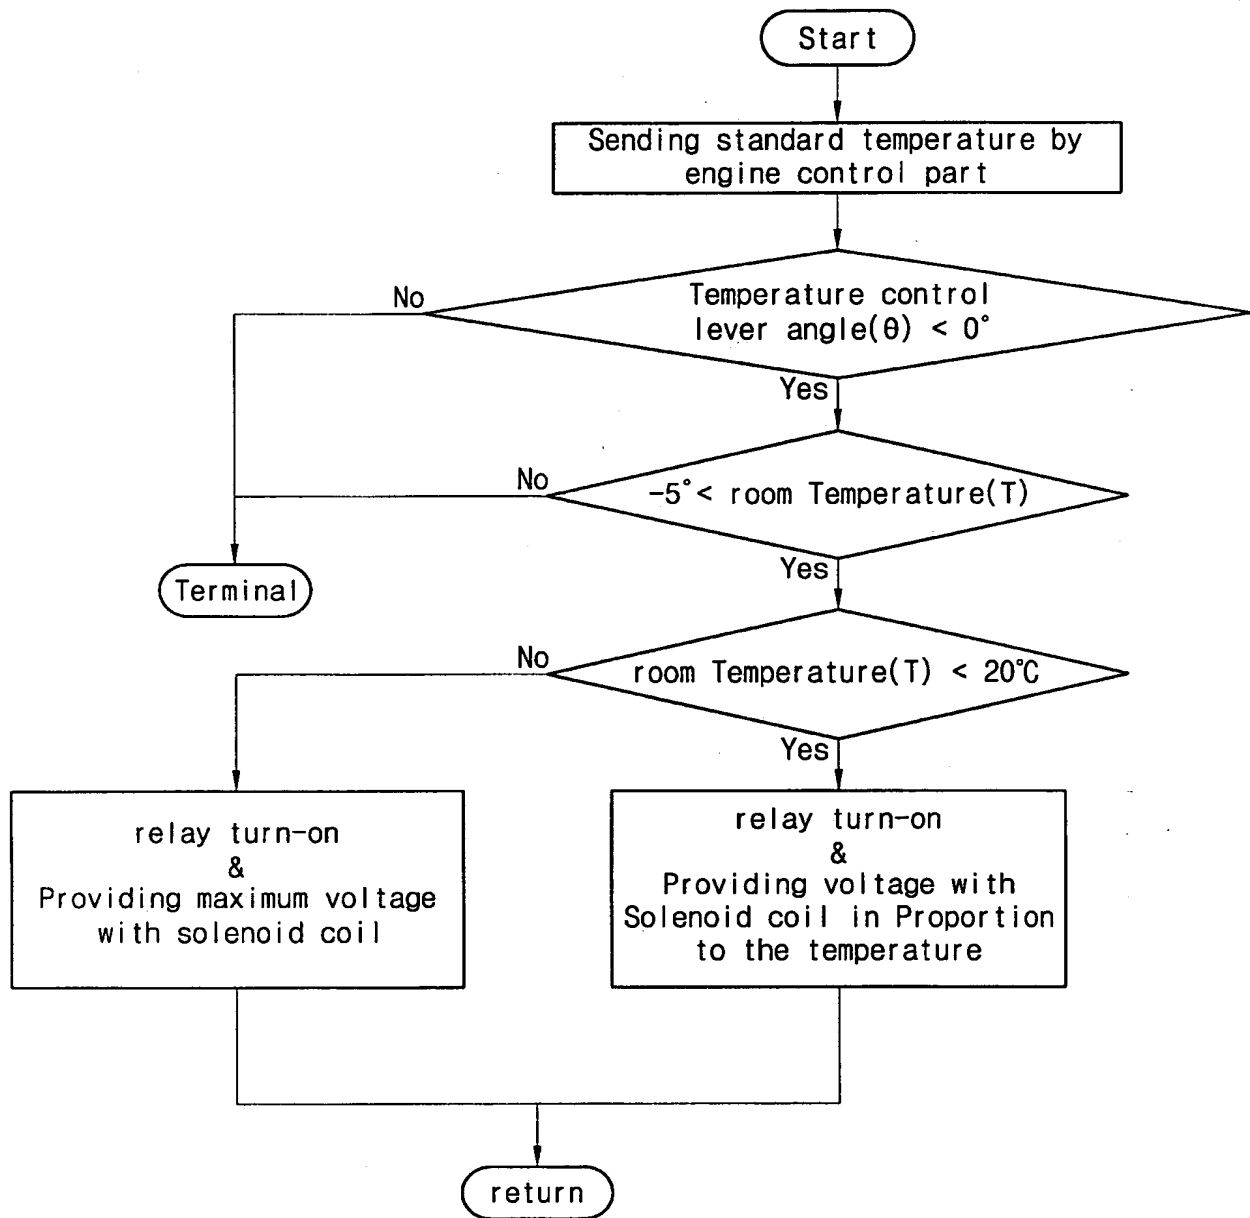 Start
Sending standard temperature by
engine control part
Temperature control
lever angle(θ) < 0°
No
Yes
-5°< room Temperature(T)
No
Yes
Terminal
room Temperature(T) < 20℃
No
Yes
relay turn-on
&
Providing maximum voltage
with solenoid coil
relay turn-on
&
Providing voltage with
Solenoid coil in Proportion
to the temperature
return